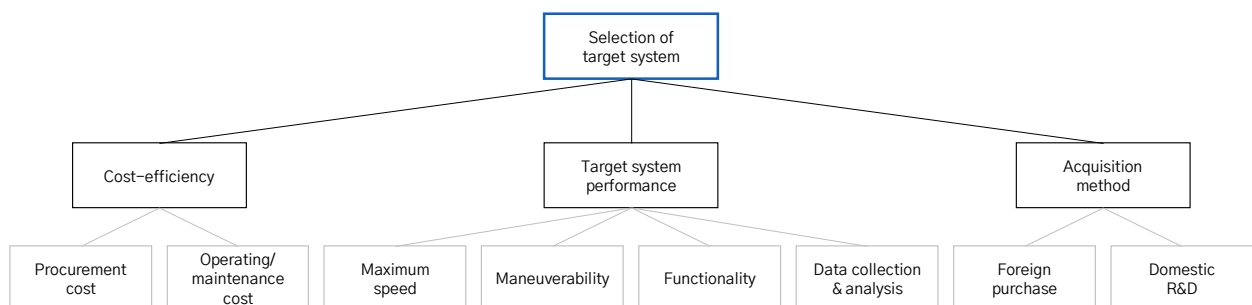 Selection of
target system
Cost-efficiency
Target system
performance
Acquisition
method
Procurement
cost
Operating/
maintenance
cost
Maximum
speed
Maneuverability
Functionality
Data collection
& analysis
Foreign
purchase
Domestic
R&D